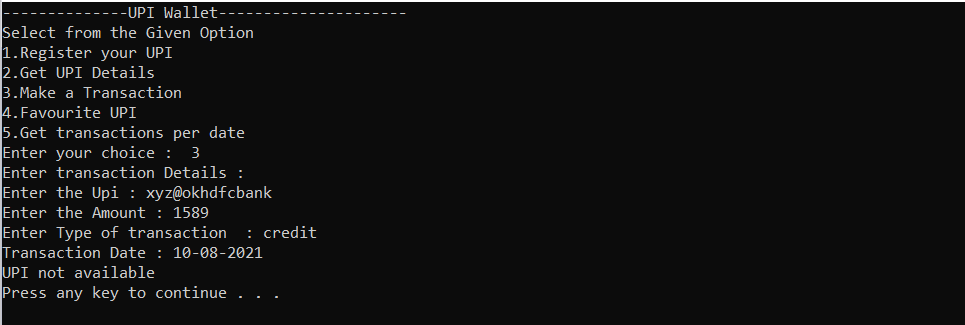 --------------UPI Wallet---------------------
Select from the Given Option
1.Register your UPI
2.Get UPI Details
3.Make a Transaction
4.Favourite UPI
5.Get transactions per date
Enter your choice :  3
Enter transaction Details :
Enter the Upi : xyz@okhdfcbank
Enter the Amount : 1589
Enter Type of transaction  : credit
Transaction Date : 10-08-2021
UPI not available
Press any key to continue . . .